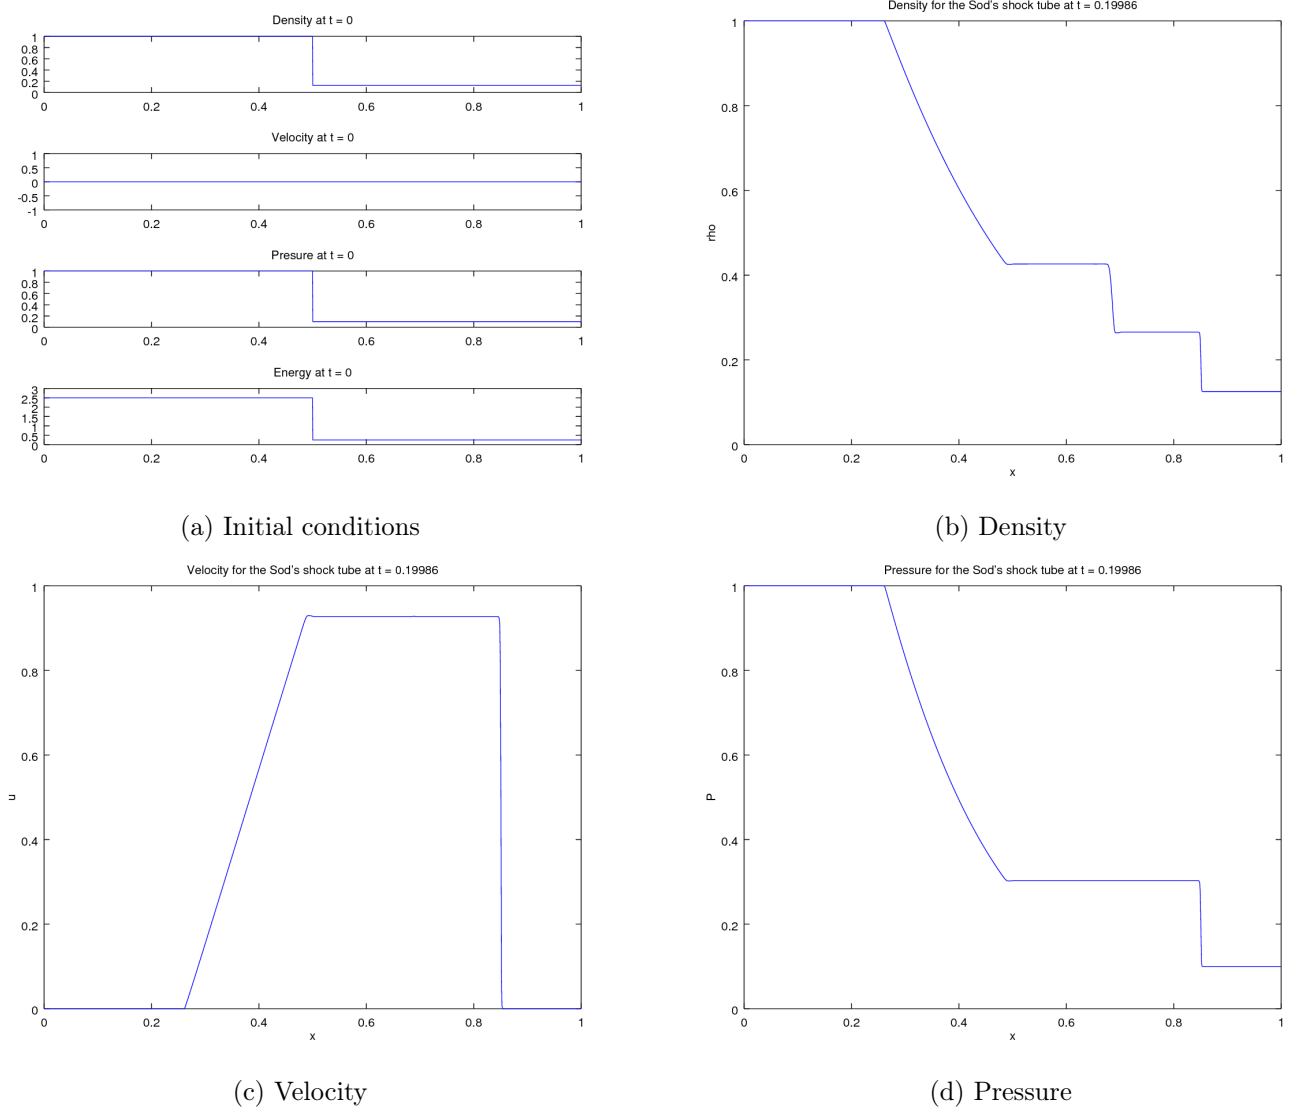 Density at t = 0
1
0.8
0.6
0.4
0.2
0
0 0.2 0.4 0.6 0.8 1
Velocity at t = 0
1
0.5
0
-0.5
-1
0 0.2 0.4 0.6 0.8 1
Presure at t = 0
1
0.8
0.6
0.4
0.2
0
0 0.2 0.4 0.6 0.8 1
Energy at t = 0
3
2.5
2
1.5
1
0.5
0
0 0.2 0.4 0.6 0.8 1
(a) Initial conditions
Density for the Sod's shock tube at t = 0.19986
1
0.8
0.6
rho
0.4
0.2
0
0 0.2 0.4 0.6 0.8 1
x
(b) Density
Velocity for the Sod's shock tube at t = 0.19986
1
0.8
0.6
u
0.4
0.2
0
0 0.2 0.4 0.6 0.8 1
x
(c) Velocity
Pressure for the Sod's shock tube at t = 0.19986
1
0.8
0.6
P
0.4
0.2
0
0 0.2 0.4 0.6 0.8 1
x
(d) Pressure